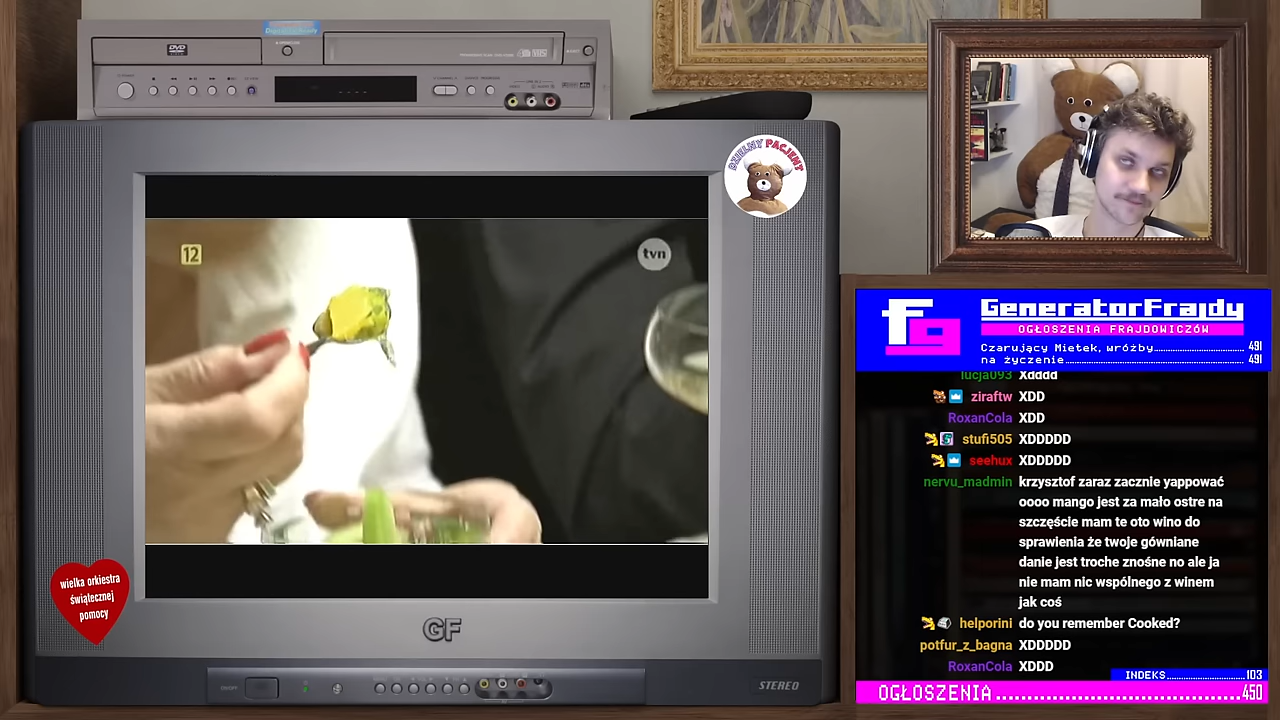 DVD
VHS
DZIELNY PACJENT
12
tvn
wielka orkiestra
świątecznej
pomocy
GF
STEREO
fg
GeneratorFrajdy
OGŁOSZENIA FRAJDOWICZÓW
Czarujący Mietek, wróżby 491
na życzenie 491
lucja093 Xdddd
ziraftw XDD
RoxanCola XDD
stufi505 XDDDDD
seehux XDDDDD
nervu_madmin krzysztof zaraz zacznie yappować
oooo mango jest za mało ostre na
szczęście mam te oto wino do
sprawienia że twoje gówniane
danie jest troche znośne no ale ja
nie mam nic wspólnego z winem
jak coś
helporini do you remember Cooked?
potfur_z_bagna XDDDDD
RoxanCola XDDD
INDEKS 103
OGŁOSZENIA 450